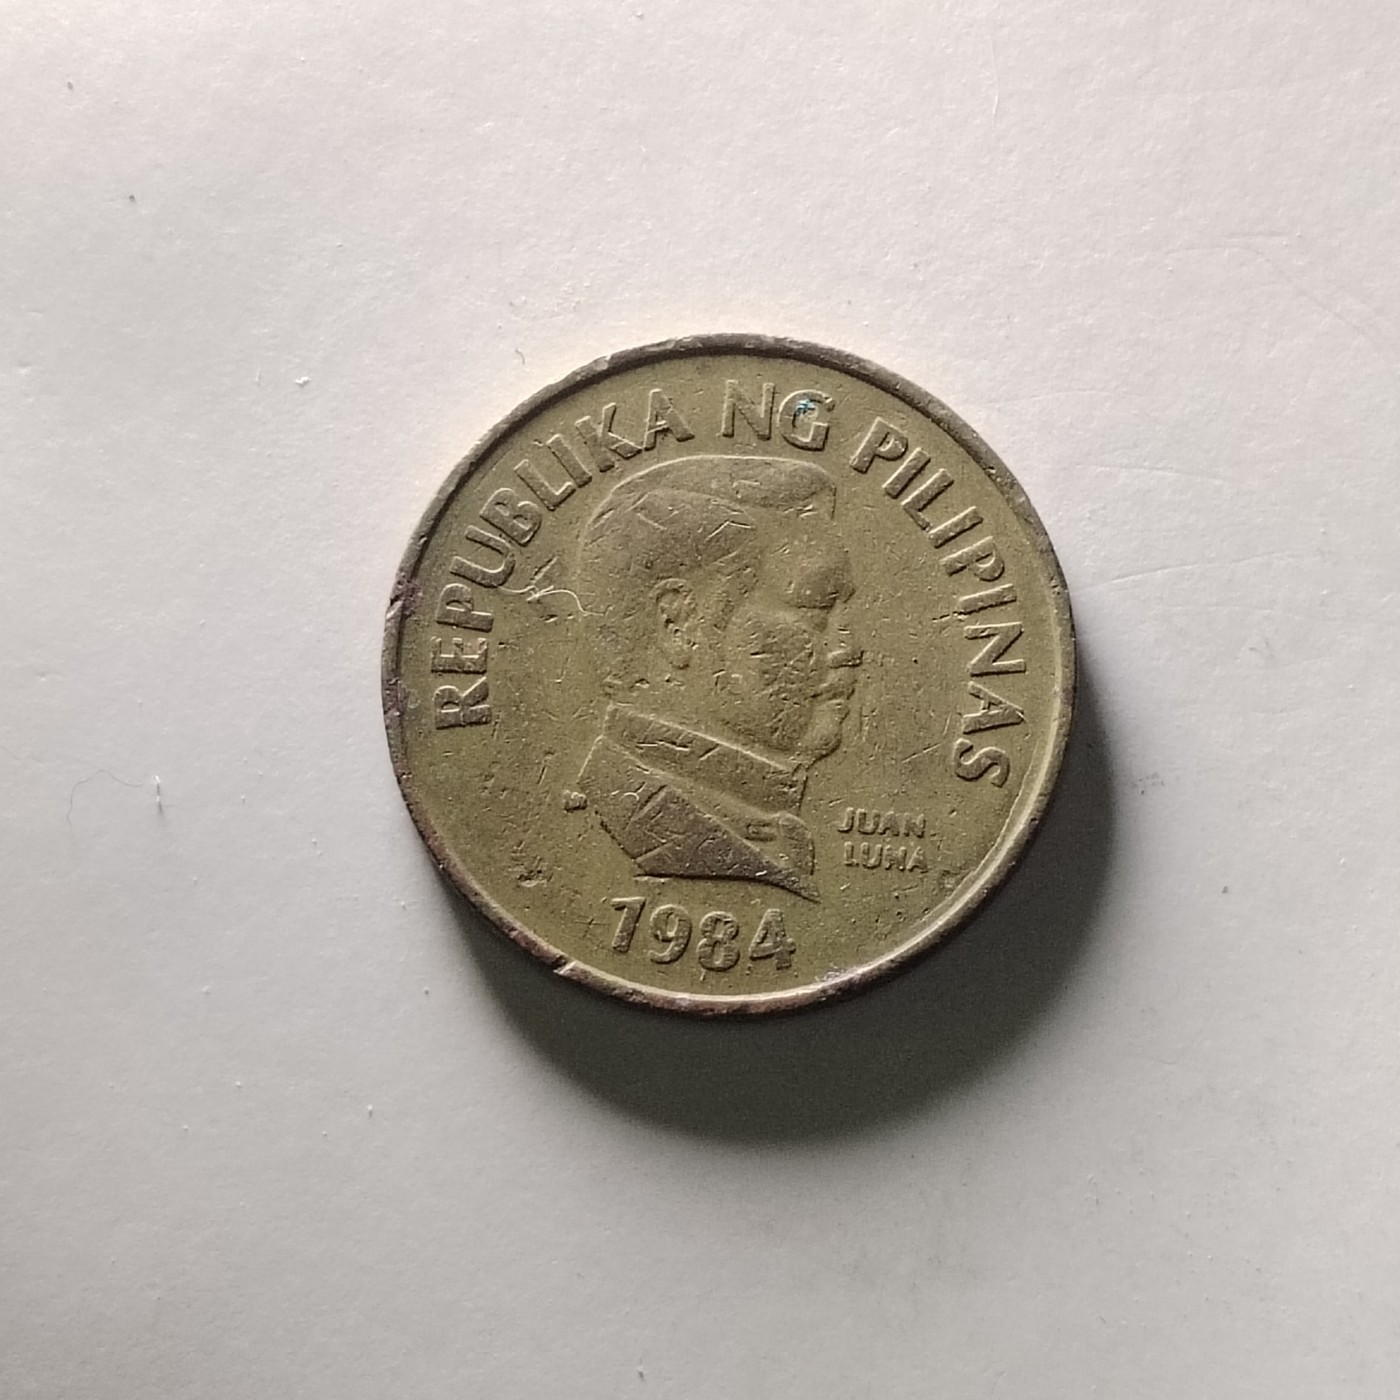 REPUBLIKA NG PILIPINAS
JUAN
LUNA
1984